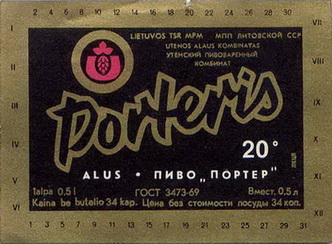 2 4 6 8 10 12 14 16 18 20 22 24 26 28 30
LIETUVOS TSR MPM МПП ЛИТОВСКОЙ ССР
UTENOS ALAUS KOMBINATAS
УТЕНСКИЙ ПИВОВАРЕННЫЙ
КОМБИНАТ
I II III IV V VI
VII VIII IX X XI XII
Porteris
20°
ALUS • ПИВО „ПОРТЕР"
talpa 0,5 l ГОСТ 3473-69 Вмест. 0,5 л
Kaina be butelio 34 kap. Цена без стоимости посуды 34 коп.
1 3 5 7 9 11 13 15 17 19 21 23 25 27 29 31